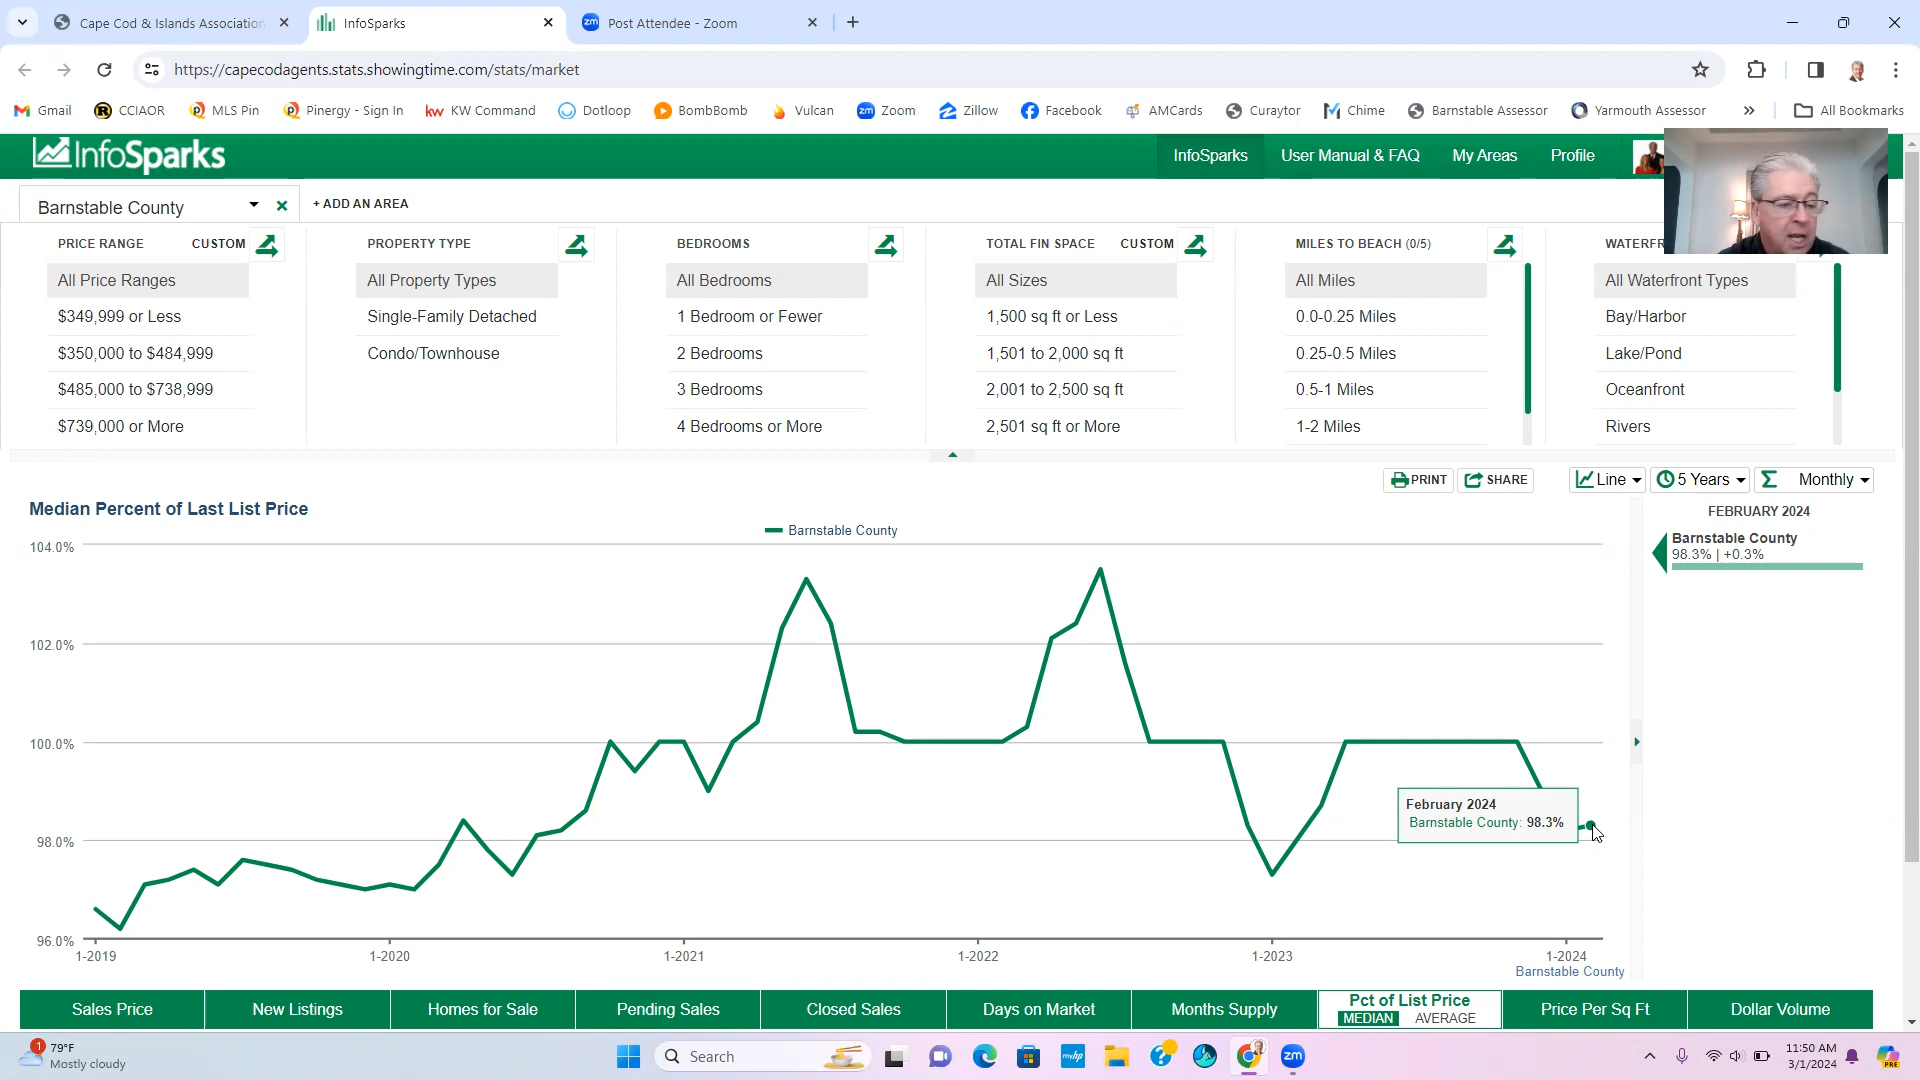 Cape Cod & Islands Association
InfoSparks
Post Attendee - Zoom
https://capecodagents.stats.showingtime.com/stats/market
Gmail
CCIAOR
MLS Pin
Pinergy - Sign In
KW Command
Dotloop
BombBomb
Vulcan
Zoom
Zillow
Facebook
AMCards
Curaytor
Chime
Barnstable Assessor
Yarmouth Assessor
All Bookmarks
InfoSparks
InfoSparks
User Manual & FAQ
My Areas
Profile
Barnstable County
+ ADD AN AREA
PRICE RANGE CUSTOM
All Price Ranges
$349,999 or Less
$350,000 to $484,999
$485,000 to $738,999
$739,000 or More
PROPERTY TYPE
All Property Types
Single-Family Detached
Condo/Townhouse
BEDROOMS
All Bedrooms
1 Bedroom or Fewer
2 Bedrooms
3 Bedrooms
4 Bedrooms or More
TOTAL FIN SPACE CUSTOM
All Sizes
1,500 sq ft or Less
1,501 to 2,000 sq ft
2,001 to 2,500 sq ft
2,501 sq ft or More
MILES TO BEACH (0/5)
All Miles
0.0-0.25 Miles
0.25-0.5 Miles
0.5-1 Miles
1-2 Miles
WATERFR
All Waterfront Types
Bay/Harbor
Lake/Pond
Oceanfront
Rivers
PRINT
SHARE
Line
5 Years
Monthly
Median Percent of Last List Price
Barnstable County
FEBRUARY 2024
Barnstable County
98.3% | +0.3%
104.0%
102.0%
100.0%
98.0%
96.0%
February 2024
Barnstable County: 98.3%
1-2019
1-2020
1-2021
1-2022
1-2023
1-2024
Barnstable County
Sales Price
New Listings
Homes for Sale
Pending Sales
Closed Sales
Days on Market
Months Supply
Pct of List Price
MEDIAN AVERAGE
Price Per Sq Ft
Dollar Volume
1
79°F
Mostly cloudy
Search
11:50 AM
3/1/2024